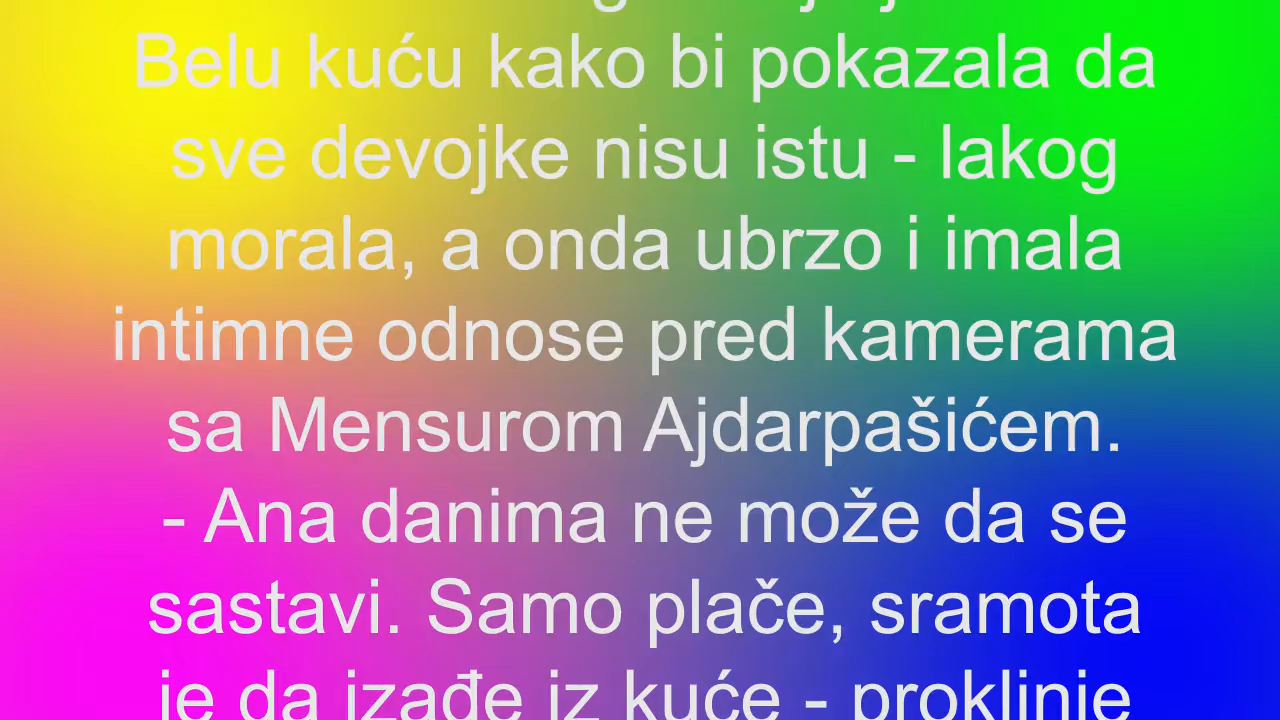 Belu kuću kako bi pokazala da
sve devojke nisu istu - lakog
morala, a onda ubrzo i imala
intimne odnose pred kamerama
sa Mensurom Ajdarpašićem.
- Ana danima ne može da se
sastavi. Samo plače, sramota
je da izađe iz kuće - proklinje